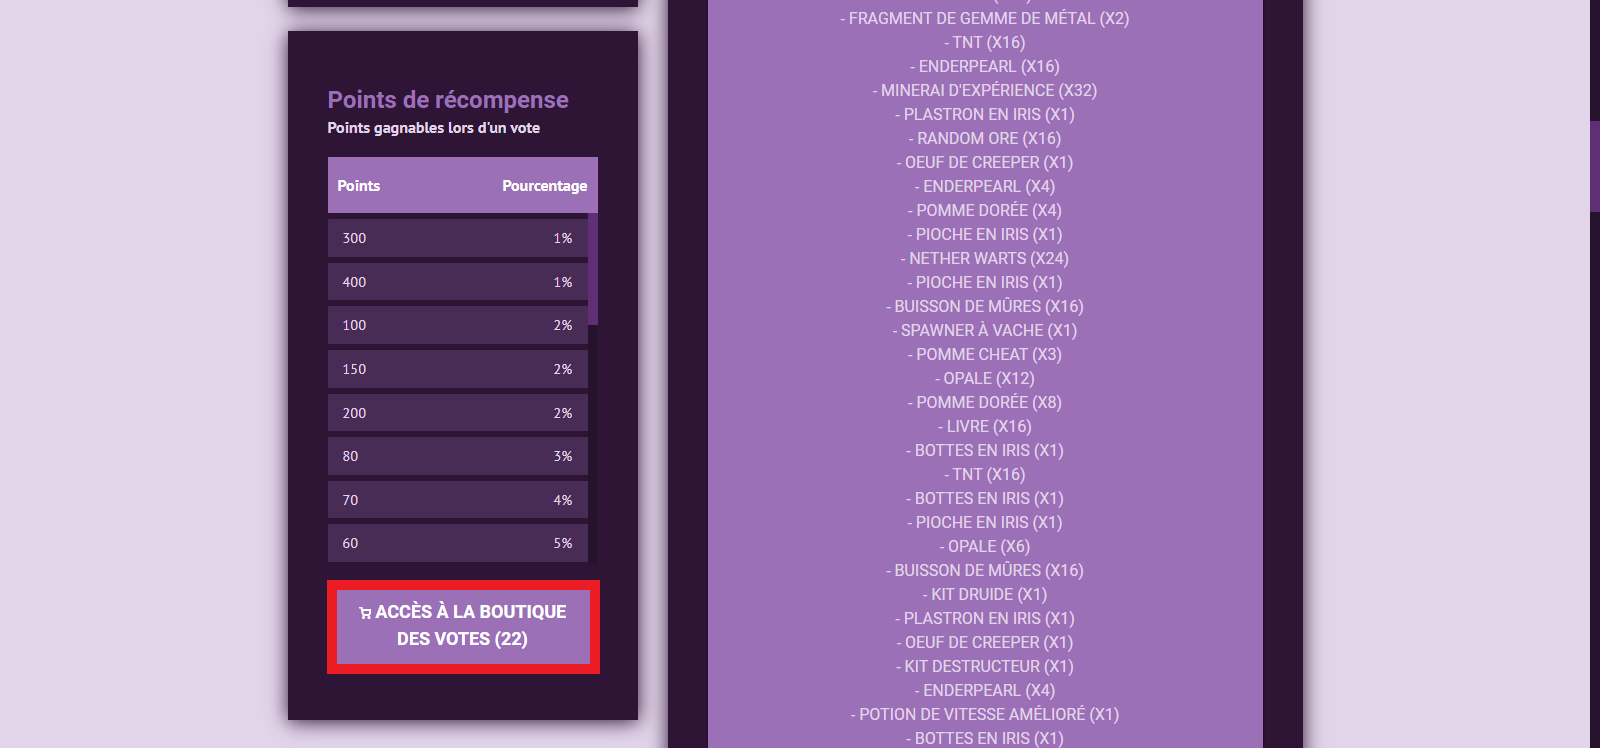 Points de récompense
Points gagnables lors d'un vote
Points Pourcentage
300 1%
400 1%
100 2%
150 2%
200 2%
80 3%
70 4%
60 5%
ACCÈS À LA BOUTIQUE
DES VOTES (22)
- FRAGMENT DE GEMME DE MÉTAL (X2)
- TNT (X16)
- ENDERPEARL (X16)
- MINERAI D'EXPÉRIENCE (X32)
- PLASTRON EN IRIS (X1)
- RANDOM ORE (X16)
- OEUF DE CREEPER (X1)
- ENDERPEARL (X4)
- POMME DORÉE (X4)
- PIOCHE EN IRIS (X1)
- NETHER WARTS (X24)
- PIOCHE EN IRIS (X1)
- BUISSON DE MÛRES (X16)
- SPAWNER À VACHE (X1)
- POMME CHEAT (X3)
- OPALE (X12)
- POMME DORÉE (X8)
- LIVRE (X16)
- BOTTES EN IRIS (X1)
- TNT (X16)
- BOTTES EN IRIS (X1)
- PIOCHE EN IRIS (X1)
- OPALE (X6)
- BUISSON DE MÛRES (X16)
- KIT DRUIDE (X1)
- PLASTRON EN IRIS (X1)
- OEUF DE CREEPER (X1)
- KIT DESTRUCTEUR (X1)
- ENDERPEARL (X4)
- POTION DE VITESSE AMÉLIORÉ (X1)
- BOTTES EN IRIS (X1)